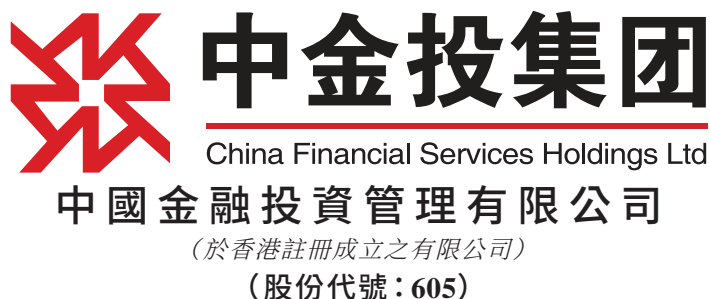 中金投集团
China Financial Services Holdings Ltd
中國金融投資管理有限公司
（於香港註冊成立之有限公司）
（股份代號：605）